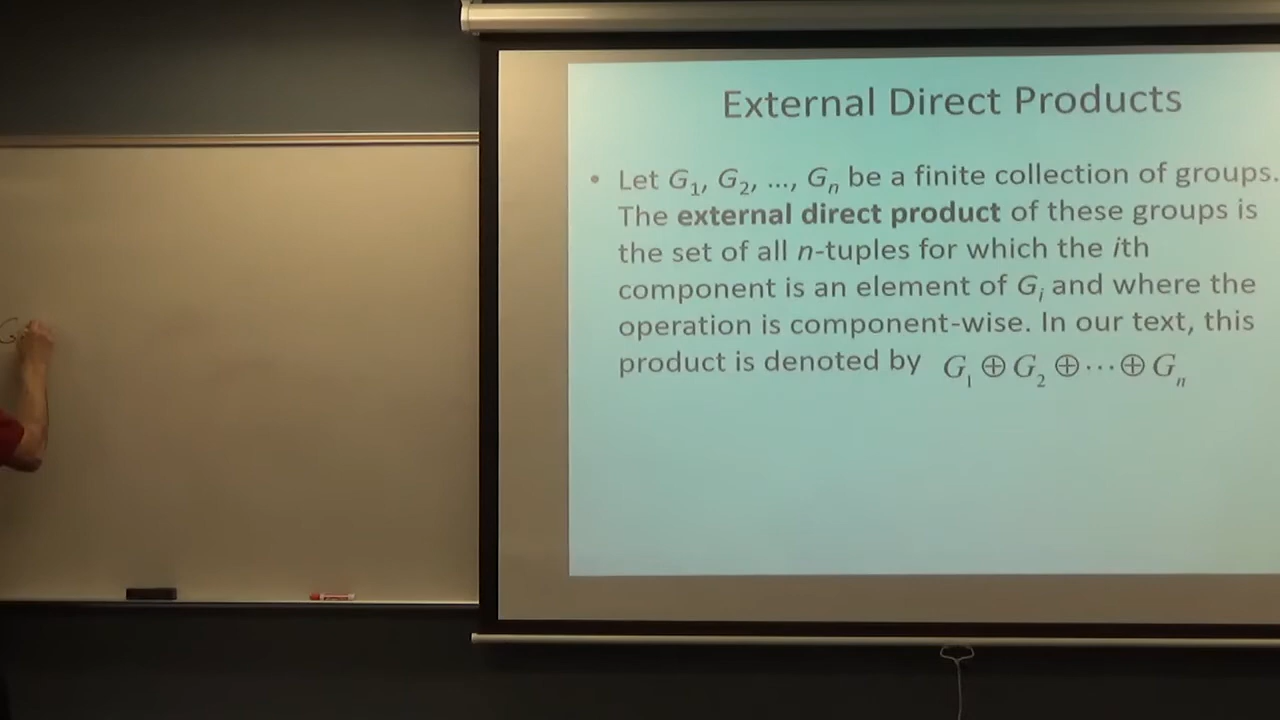 External Direct Products
• Let G₁, G₂, ..., Gₙ be a finite collection of groups.
The external direct product of these groups is
the set of all n-tuples for which the ith
component is an element of Gᵢ and where the
operation is component-wise. In our text, this
product is denoted by G₁ ⊕ G₂ ⊕ ⋯ ⊕ Gₙ
G